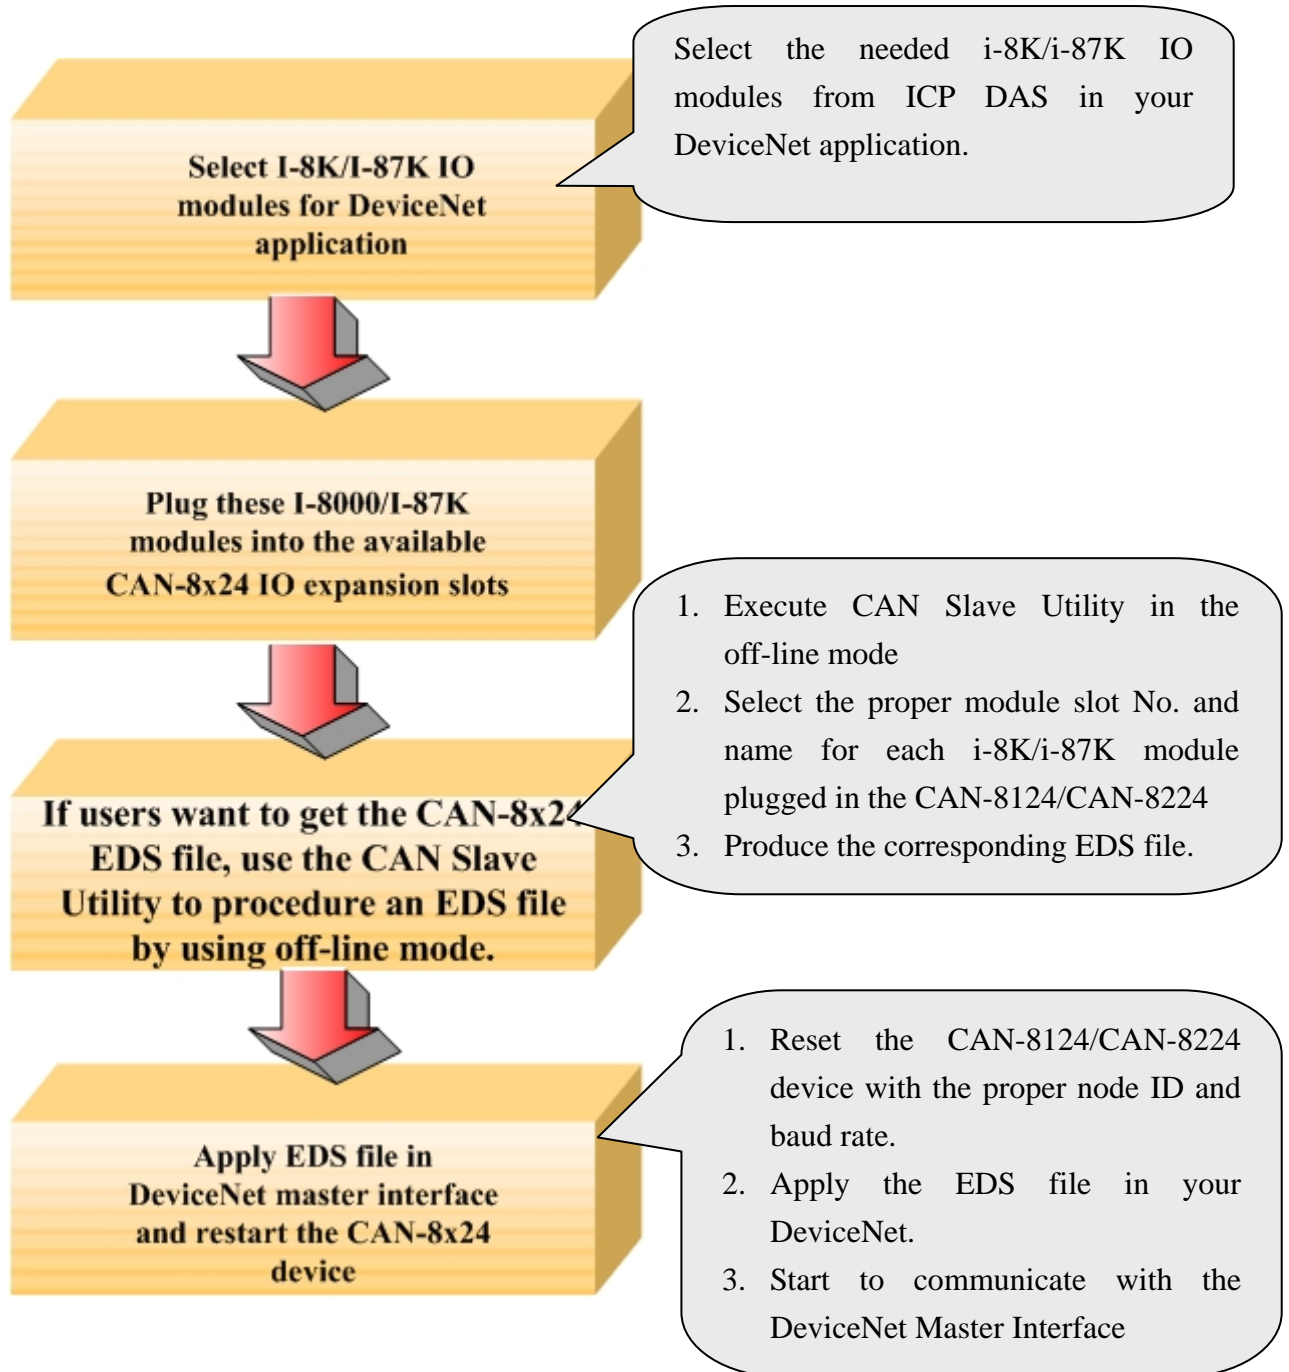 Select the needed i-8K/i-87K IO
modules from ICP DAS in your
DeviceNet application.
Select I-8K/I-87K IO
modules for DeviceNet
application
Plug these I-8000/I-87K
modules into the available
CAN-8x24 IO expansion slots
1. Execute CAN Slave Utility in the
off-line mode
2. Select the proper module slot No. and
name for each i-8K/i-87K module
plugged in the CAN-8124/CAN-8224
3. Produce the corresponding EDS file.
If users want to get the CAN-8x24
EDS file, use the CAN Slave
Utility to procedure an EDS file
by using off-line mode.
1. Reset the CAN-8124/CAN-8224
device with the proper node ID and
baud rate.
2. Apply the EDS file in your
DeviceNet.
3. Start to communicate with the
DeviceNet Master Interface
Apply EDS file in
DeviceNet master interface
and restart the CAN-8x24
device